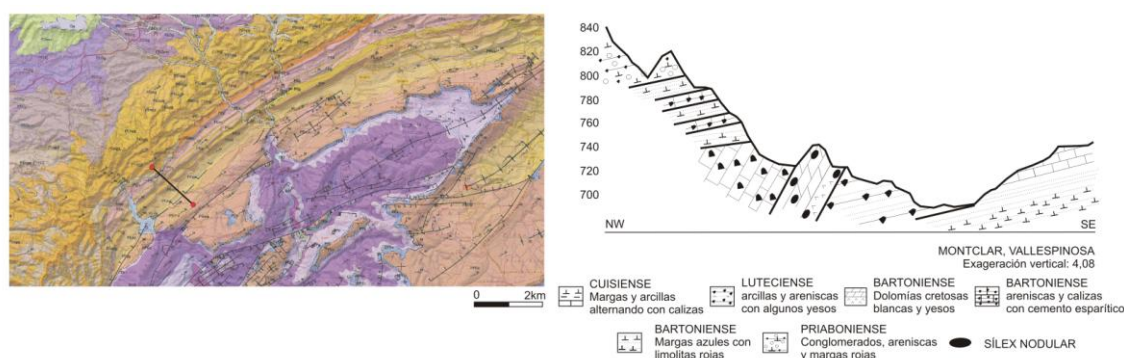 0 2km
840
820
800
780
760
740
720
700
NW SE
MONTCLAR, VALLESPINOSA
Exageración vertical: 4,08
CUISIENSE
Margas y arcillas
alternando con calizas
LUTECIENSE
arcillas y areniscas
con algunos yesos
BARTONIENSE
Dolomías cretosas
blancas y yesos
BARTONIENSE
areniscas y calizas
con cemento esparítico
BARTONIENSE
Margas azules con
limolitas rojas
PRIABONIENSE
Conglomerados, areniscas
y margas rojas
SÍLEX NODULAR